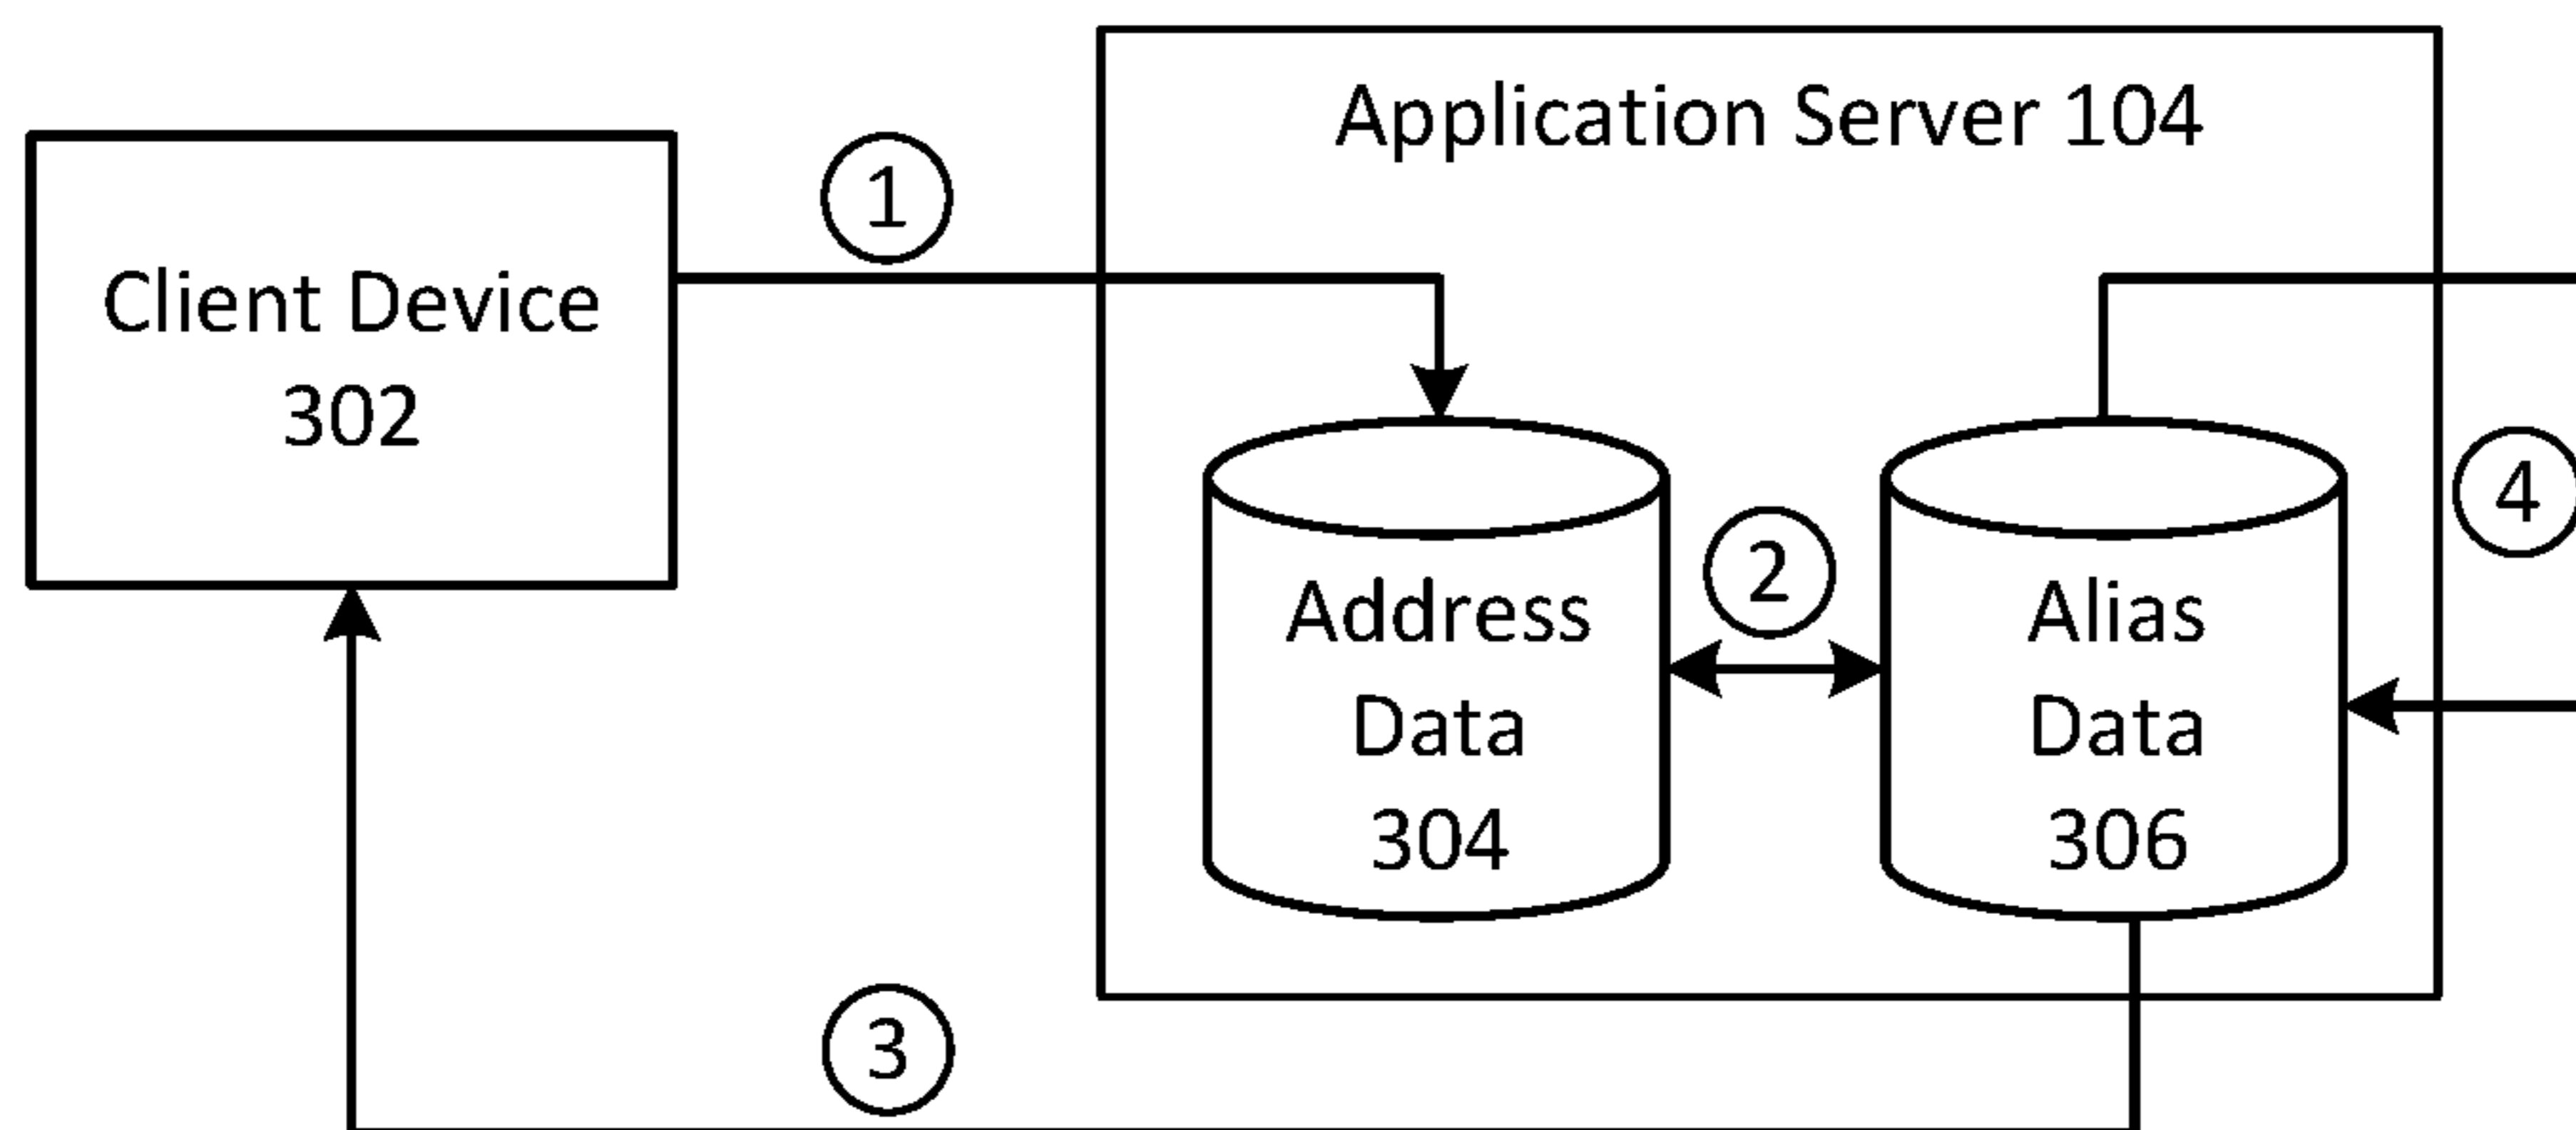 Application Server 104
1
Client Device
302
4
2
Address
Data
304
Alias
Data
306
3